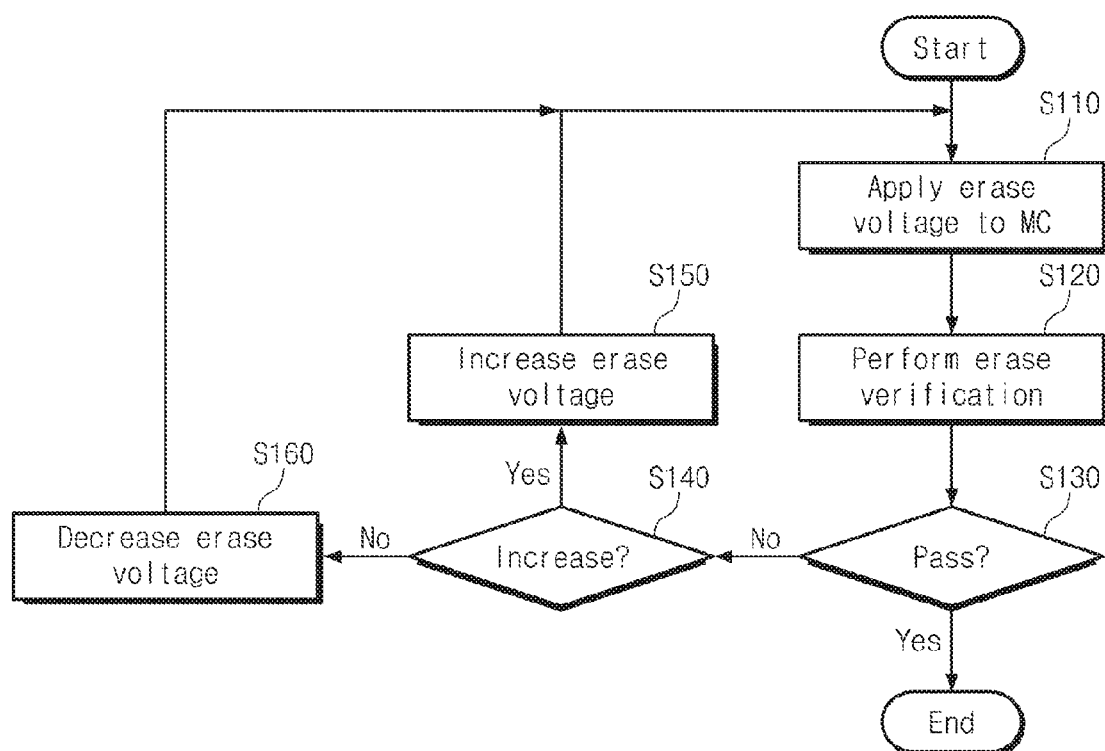 Start
S110
Apply erase
voltage to MC
S120
Perform erase
verification
S130
Pass?
Yes
End
No
S140
Increase?
Yes
S150
Increase erase
voltage
No
S160
Decrease erase
voltage